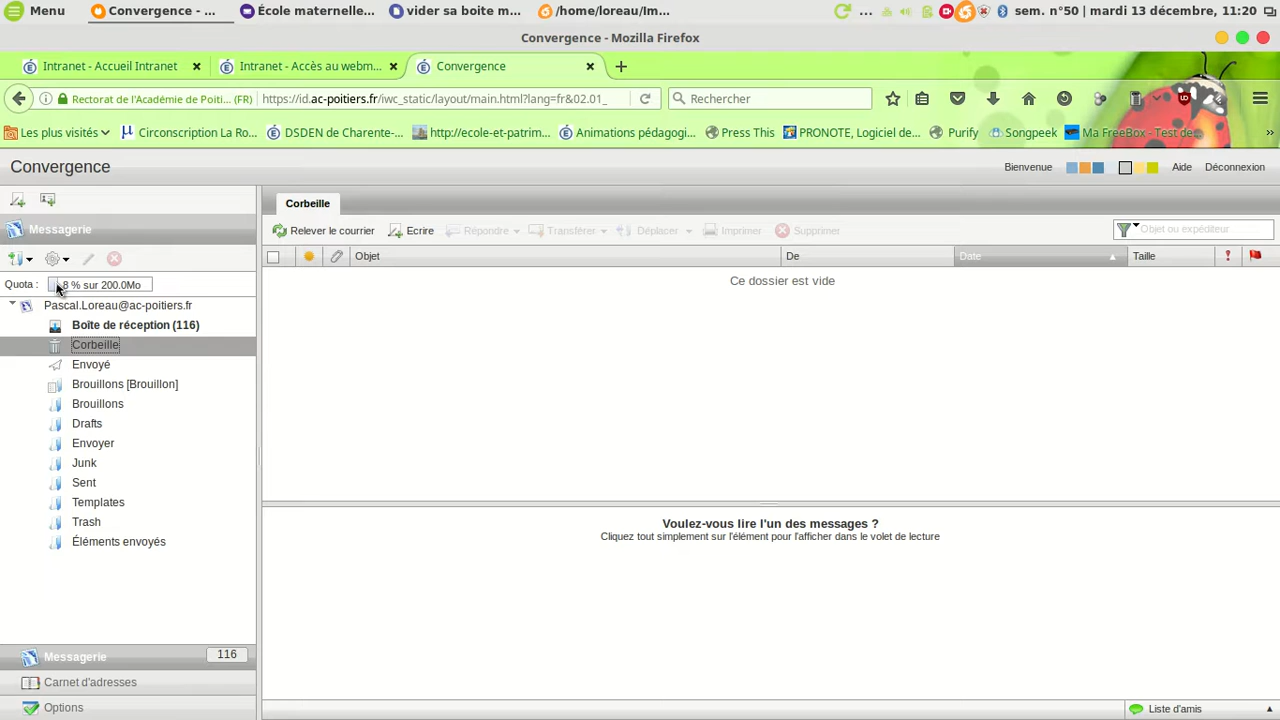 Menu
Convergence - ...
École maternelle...
vider sa boite m...
/home/loreau/Im...
... sem. n°50 | mardi 13 décembre, 11:20
Convergence - Mozilla Firefox
Intranet - Accueil Intranet
Intranet - Accès au webm...
Convergence
Rectorat de l'Académie de Poiti... (FR)
https://id.ac-poitiers.fr/iwc_static/layout/main.html?lang=fr&02.01_
Rechercher
Les plus visités
Circonscription La Ro...
DSDEN de Charente-...
http://ecole-et-patrim...
Animations pédagogi...
Press This
PRONOTE, Logiciel de...
Purify
Songpeek
Ma FreeBox - Test de...
Convergence
Bienvenue
Aide
Déconnexion
Messagerie
Corbeille
Relever le courrier
Ecrire
Répondre
Transférer
Déplacer
Imprimer
Supprimer
Objet ou expéditeur
Quota :
8 % sur 200.0Mo
Objet
De
Date
Taille
Ce dossier est vide
Pascal.Loreau@ac-poitiers.fr
Boîte de réception (116)
Corbeille
Envoyé
Brouillons [Brouillon]
Brouillons
Drafts
Envoyer
Junk
Sent
Templates
Trash
Éléments envoyés
Voulez-vous lire l'un des messages ?
Cliquez tout simplement sur l'élément pour l'afficher dans le volet de lecture
Messagerie
116
Carnet d'adresses
Options
Liste d'amis